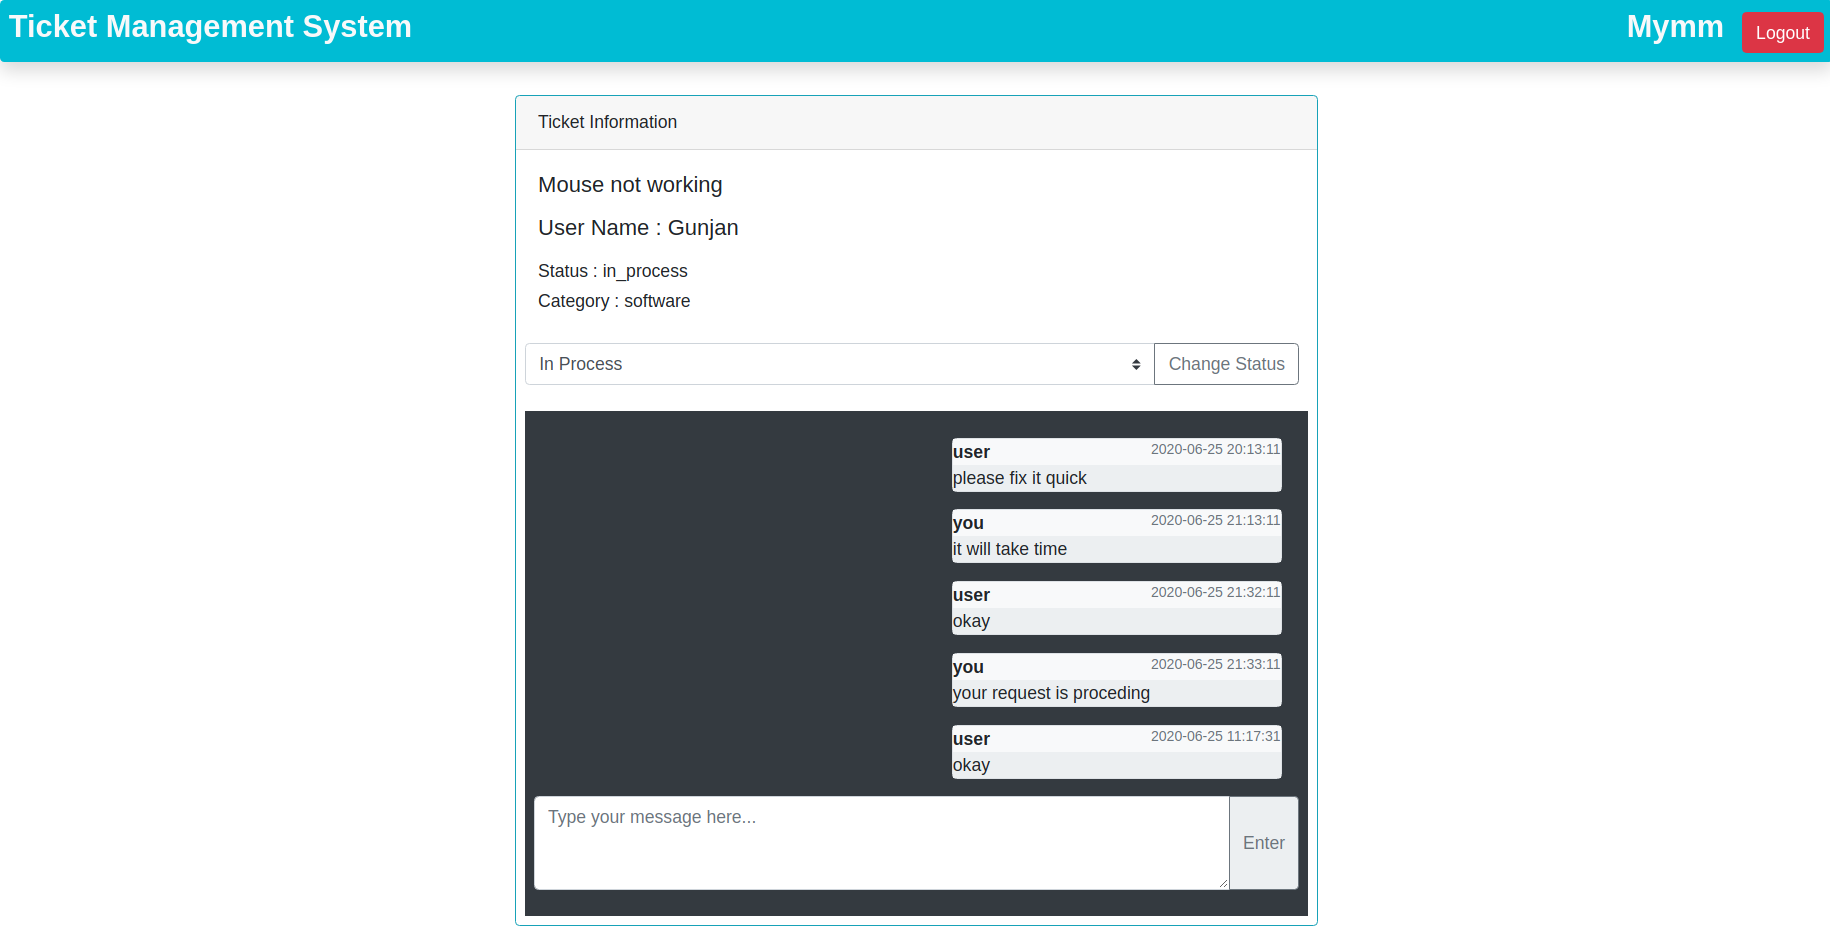 Ticket Management System
Mymm
Logout
Ticket Information
Mouse not working
User Name : Gunjan
Status : in_process
Category : software
In Process
Change Status
user 2020-06-25 20:13:11
please fix it quick
you 2020-06-25 21:13:11
it will take time
user 2020-06-25 21:32:11
okay
you 2020-06-25 21:33:11
your request is proceding
user 2020-06-25 11:17:31
okay
Type your message here...
Enter